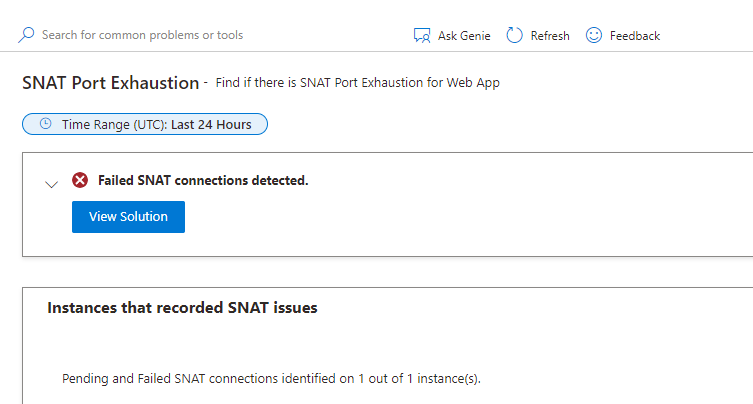 Search for common problems or tools
Ask Genie
Refresh
Feedback
SNAT Port Exhaustion - Find if there is SNAT Port Exhaustion for Web App
Time Range (UTC): Last 24 Hours
Failed SNAT connections detected.
View Solution
Instances that recorded SNAT issues
Pending and Failed SNAT connections identified on 1 out of 1 instance(s).